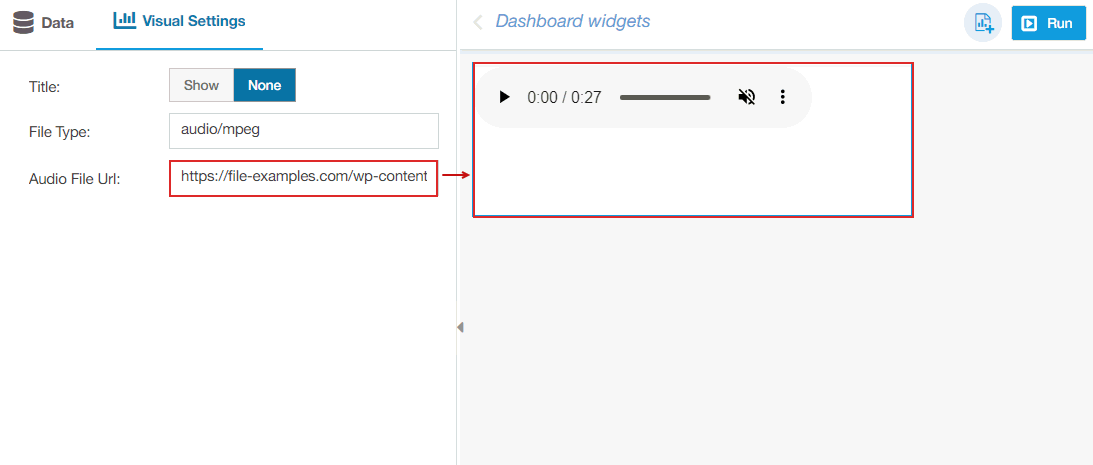 Data
Visual Settings
Title:
Show
None
File Type:
audio/mpeg
Audio File Url:
https://file-examples.com/wp-content
Dashboard widgets
Run
0:00 / 0:27